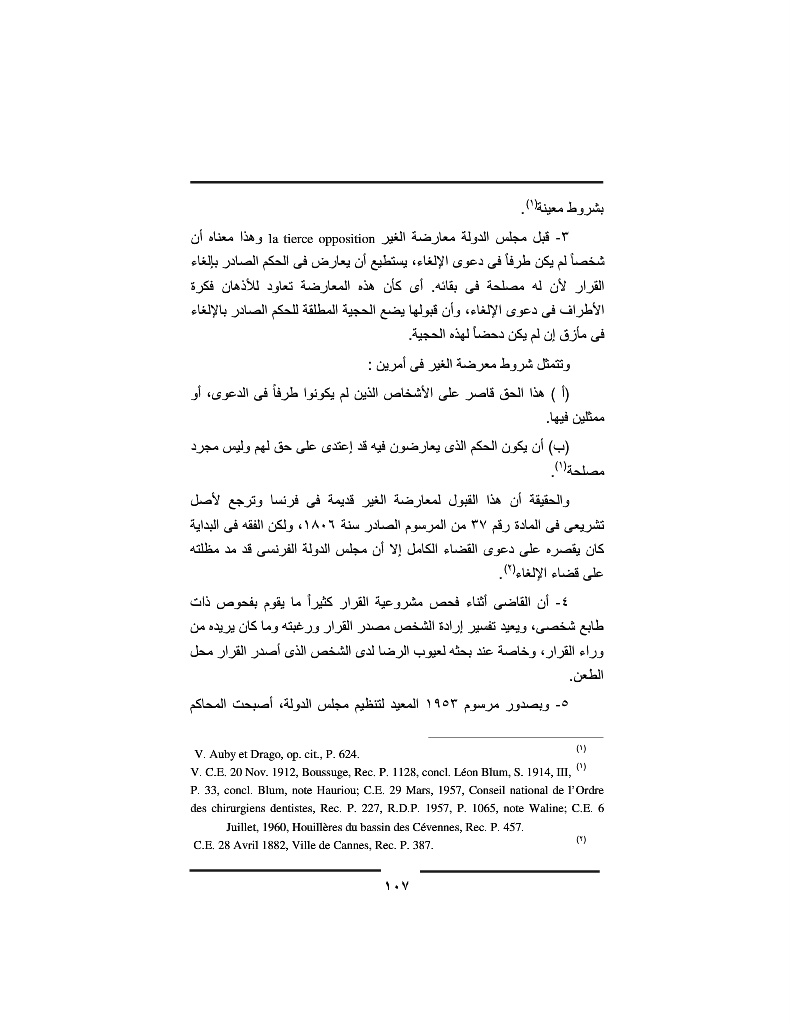 بشروط معينة(١).
٣- قبل مجلس الدولة معارضة الغير la tierce opposition وهذا معناه أن
شخصاً لم يكن طرفاً فى دعوى الإلغاء، يستطيع أن يعارض فى الحكم الصادر بإلغاء
القرار لأن له مصلحة فى بقائه. أى كأن هذه المعارضة تعاود للأذهان فكرة
الأطراف فى دعوى الإلغاء، وأن قبولها يضع الحجية المطلقة للحكم الصادر بالإلغاء
فى مأزق إن لم يكن دحضاً لهذه الحجية.
وتتمثل شروط معرضة الغير فى أمرين :
(أ ) هذا الحق قاصر على الأشخاص الذين لم يكونوا طرفاً فى الدعوى، أو
ممثلين فيها.
(ب) أن يكون الحكم الذى يعارضون فيه قد إعتدى على حق لهم وليس مجرد
مصلحة(١).
والحقيقة أن هذا القبول لمعارضة الغير قديمة فى فرنسا وترجع لأصل
تشريعى فى المادة رقم ٣٧ من المرسوم الصادر سنة ١٨٠٦، ولكن الفقه فى البداية
كان يقصره على دعوى القضاء الكامل إلا أن مجلس الدولة الفرنسى قد مد مظلته
على قضاء الإلغاء(٢).
٤- أن القاضى أثناء فحص مشروعية القرار كثيراً ما يقوم بفحوص ذات
طابع شخصى، ويعيد تفسير إرادة الشخص مصدر القرار ورغبته وما كان يريده من
وراء القرار، وخاصة عند بحثه لعيوب الرضا لدى الشخص الذى أصدر القرار محل
الطعن.
٥- وبصدور مرسوم ١٩٥٣ المعيد لتنظيم مجلس الدولة، أصبحت المحاكم
V. Auby et Drago, op. cit., P. 624. (١)
V. C.E. 20 Nov. 1912, Boussuge, Rec. P. 1128, concl. Léon Blum, S. 1914, III, (١)
P. 33, concl. Blum, note Hauriou; C.E. 29 Mars, 1957, Conseil national de l’Ordre
des chirurgiens dentistes, Rec. P. 227, R.D.P. 1957, P. 1065, note Waline; C.E. 6
Juillet, 1960, Houillères du bassin des Cévennes, Rec. P. 457.
C.E. 28 Avril 1882, Ville de Cannes, Rec. P. 387. (٢)
١٠٧